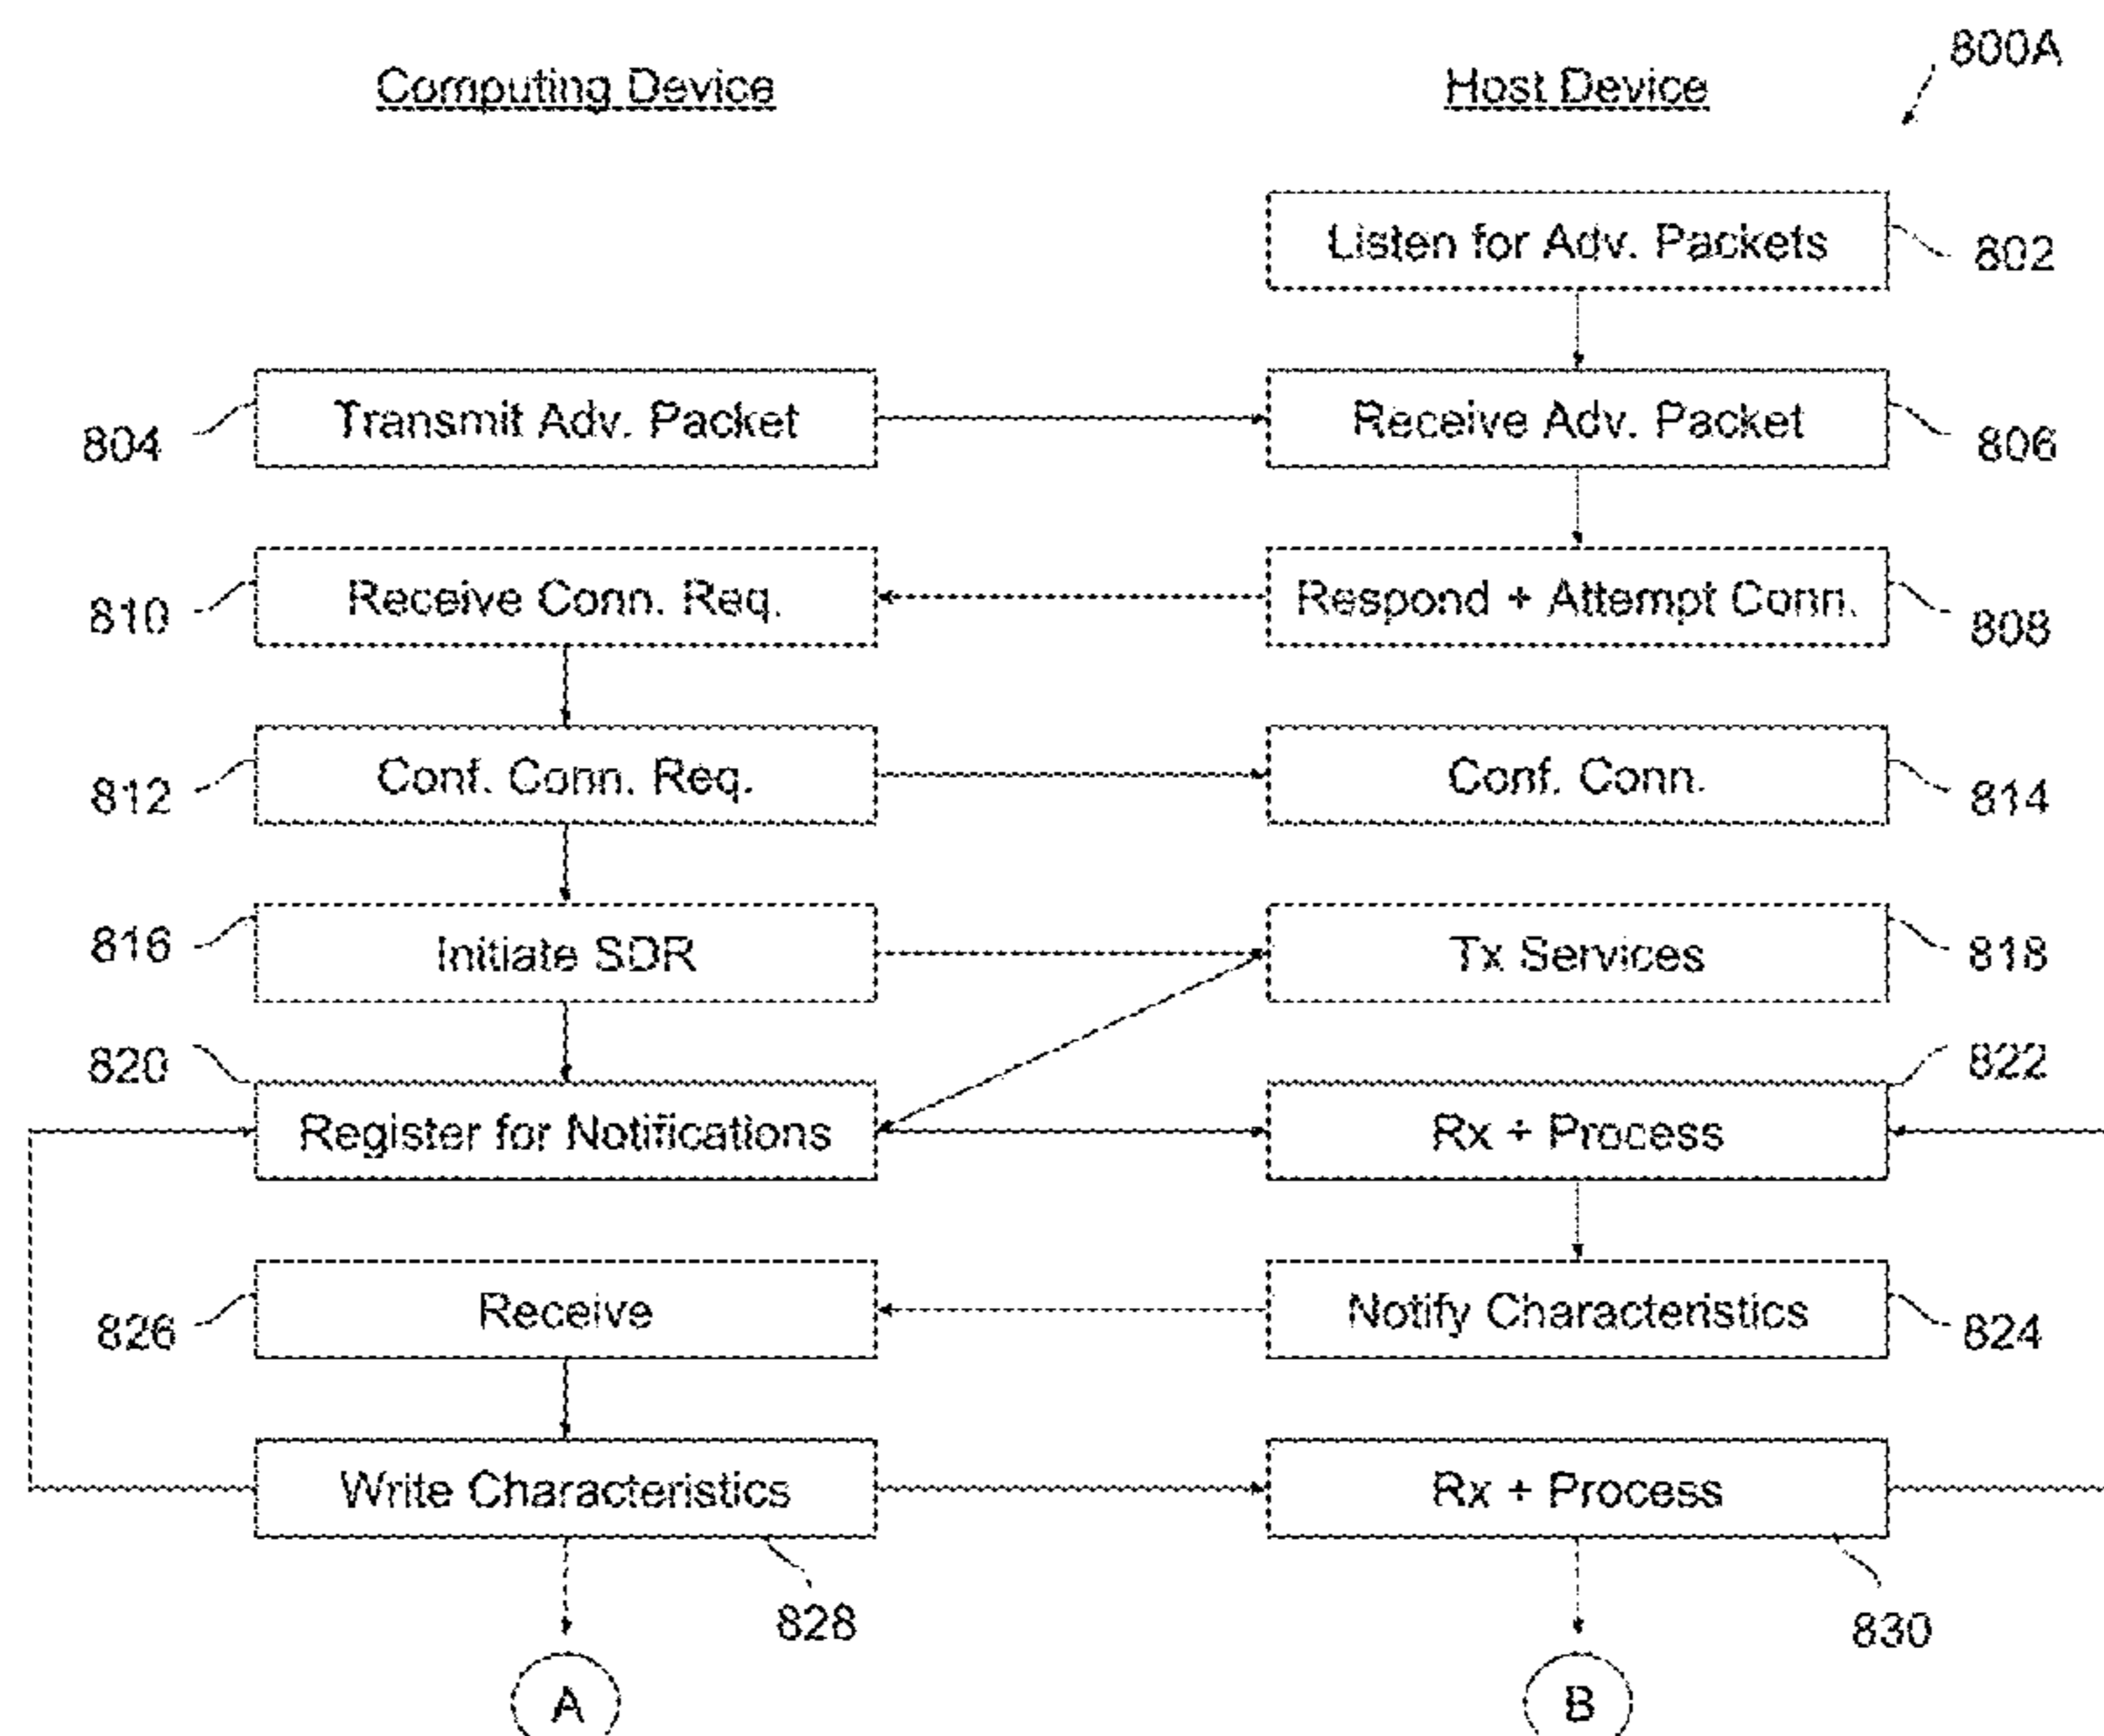 800A
Computing Device
Host Device
Listen for Adv. Packets
802
804
Transmit Adv. Packet
Receive Adv. Packet
806
810
Receive Conn. Req.
Respond + Attempt Conn.
808
812
Conf. Conn. Req.
Conf. Conn.
814
816
Initiate SDR
Tx Services
818
820
822
Register for Notifications
Rx + Process
826
Receive
Notify Characteristics
824
Write Characteristics
Rx + Process
828
830
A
B